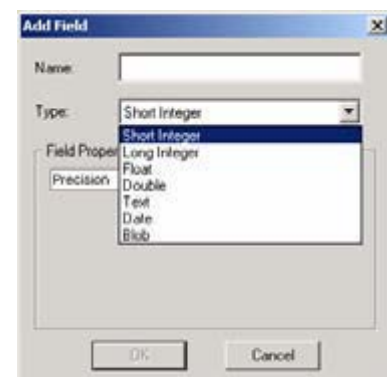 Add Field
Name:
Type: Short Integer
Short Integer
Field Proper Long Integer
Float
Precision Double
Text
Date
Blob
OK Cancel